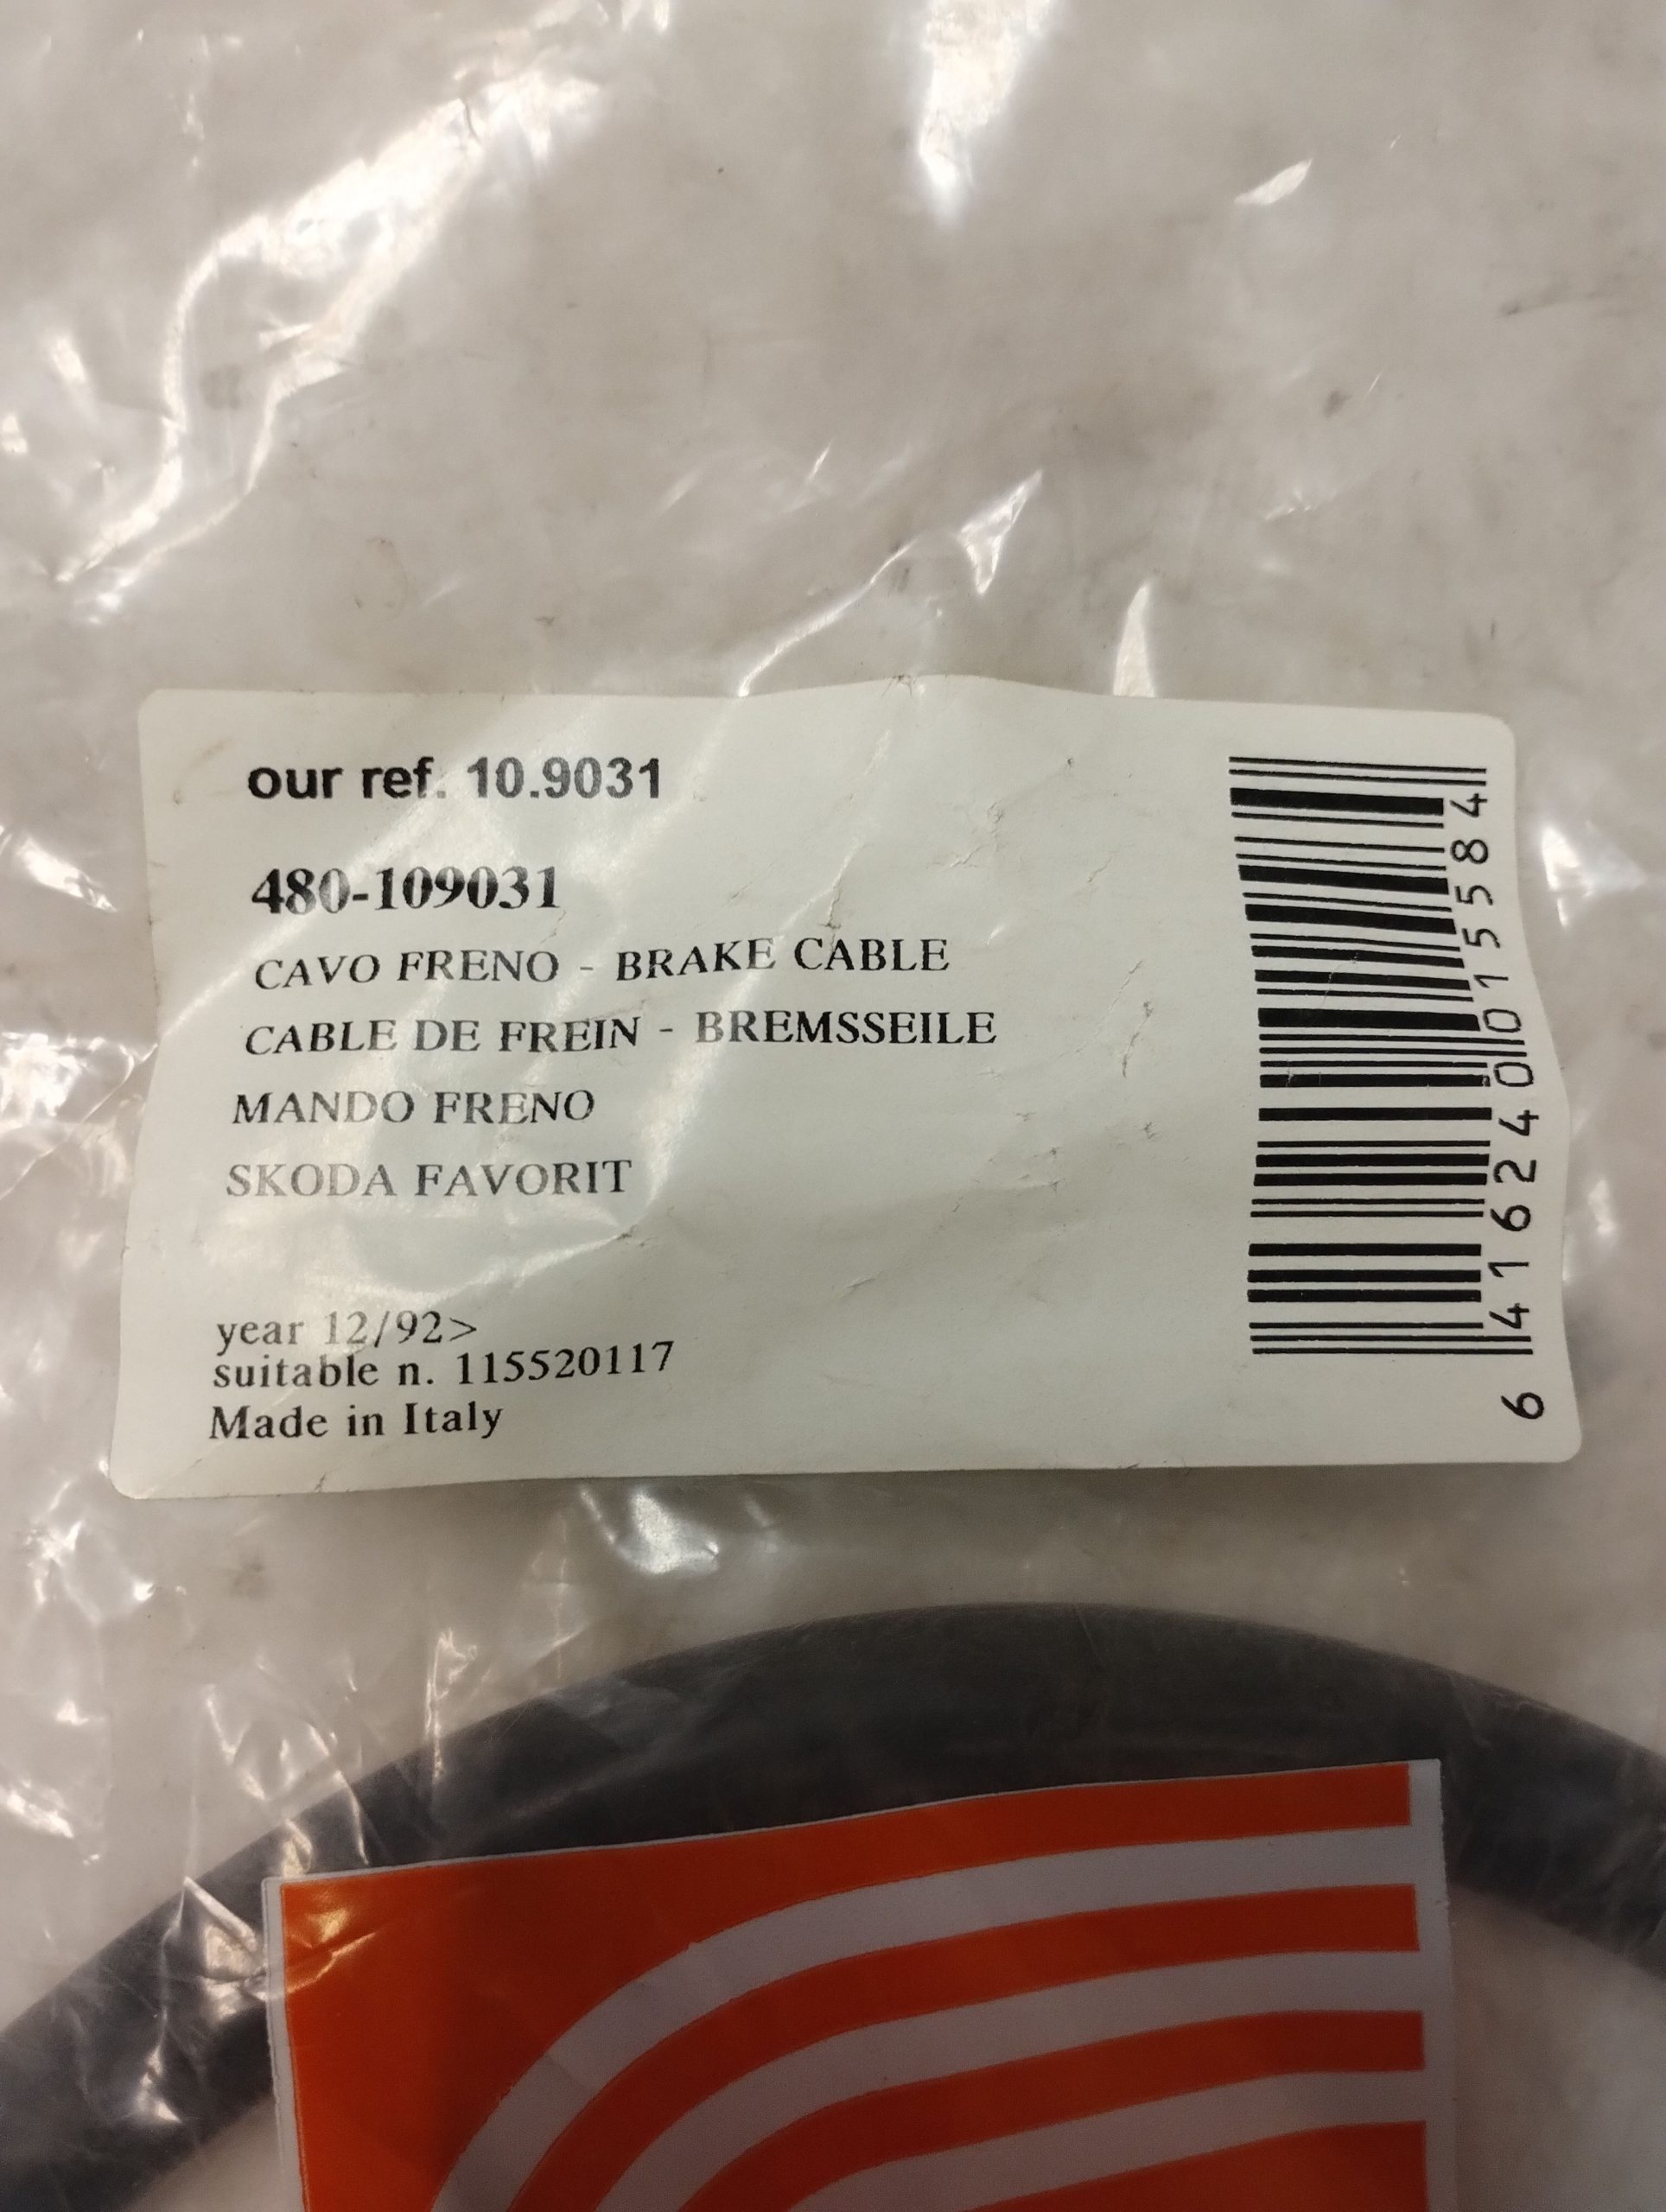 our ref. 10.9031
480-109031
CAVO FRENO - BRAKE CABLE
CABLE DE FREIN - BREMSSEILE
MANDO FRENO
SKODA FAVORIT
year 12/92>
suitable n. 115520117
Made in Italy
6 416240 015584